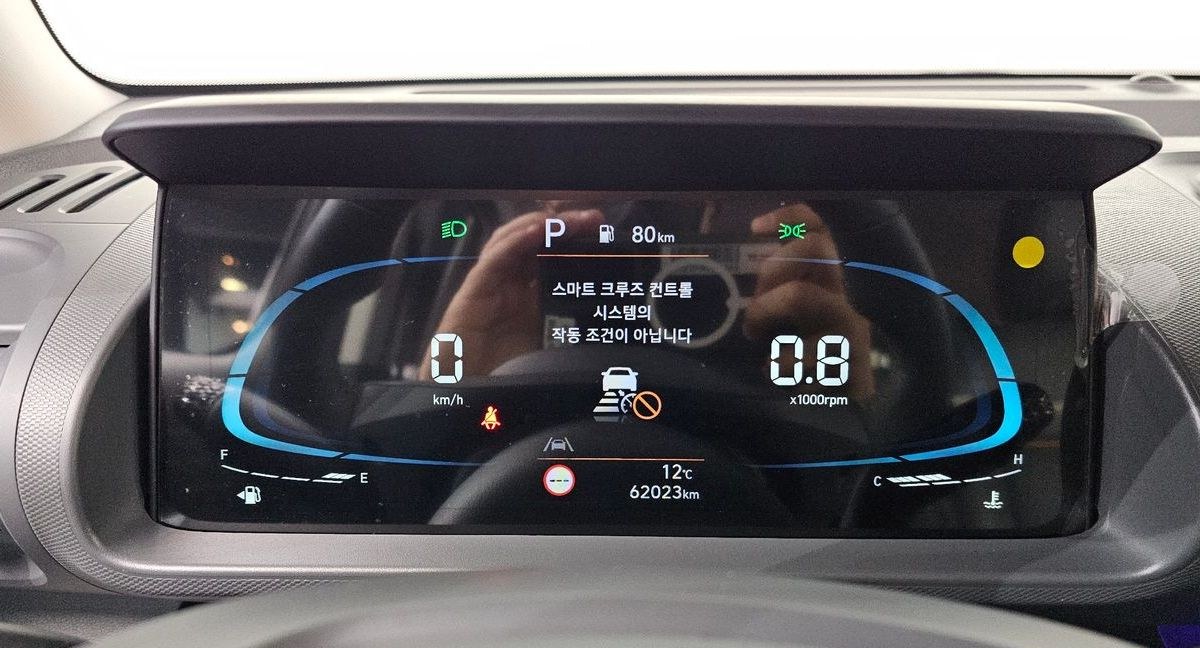 P 80km
스마트 크루즈 컨트롤
시스템의
작동 조건이 아닙니다
0
km/h
0.8
x1000rpm
F
E
12℃
62023km
C
H